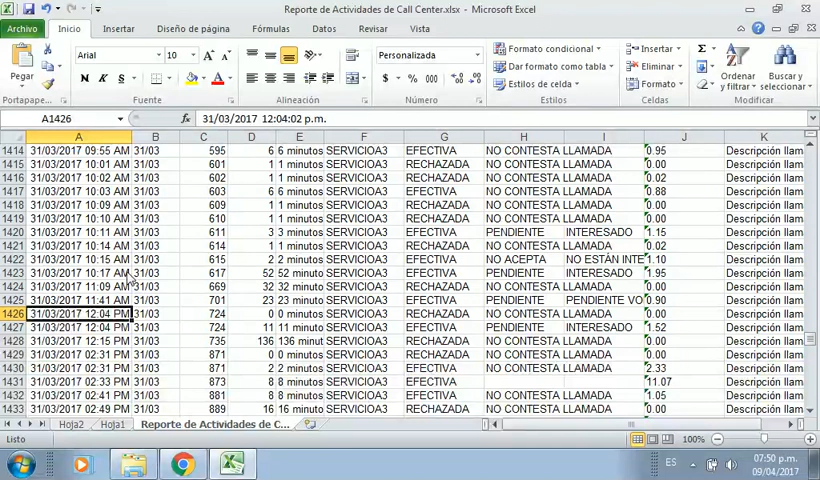 Reporte de Actividades de Call Center.xlsx - Microsoft Excel
Archivo Inicio Insertar Diseño de página Fórmulas Datos Revisar Vista
Pegar
Arial 10 Personalizada
N K S $ % 000
Formato condicional
Dar formato como tabla
Estilos de celda
Insertar
Eliminar
Formato
Ordenar y filtrar
Buscar y seleccionar
Portapape... Fuente Alineación Número Estilos Celdas Modificar
A1426 fx 31/03/2017 12:04:02 p.m.
A B C D E F G H I J K
1414 31/03/2017 09:55 AM 31/03 595 6 6 minutos SERVICIOA3 EFECTIVA NO CONTESTA LLAMADA 0.95 Descripción llam
1415 31/03/2017 10:01 AM 31/03 601 1 1 minutos SERVICIOA3 RECHAZADA NO CONTESTA LLAMADA 0.00 Descripción llam
1416 31/03/2017 10:02 AM 31/03 602 1 1 minutos SERVICIOA3 RECHAZADA NO CONTESTA LLAMADA 0.02 Descripción llam
1417 31/03/2017 10:03 AM 31/03 603 6 6 minutos SERVICIOA3 EFECTIVA NO CONTESTA LLAMADA 0.88 Descripción llam
1418 31/03/2017 10:09 AM 31/03 609 1 1 minutos SERVICIOA3 RECHAZADA NO CONTESTA LLAMADA 0.00 Descripción llam
1419 31/03/2017 10:10 AM 31/03 610 1 1 minutos SERVICIOA3 RECHAZADA NO CONTESTA LLAMADA 0.00 Descripción llam
1420 31/03/2017 10:11 AM 31/03 611 3 3 minutos SERVICIOA3 EFECTIVA PENDIENTE INTERESADO 1.15 Descripción llam
1421 31/03/2017 10:14 AM 31/03 614 1 1 minutos SERVICIOA3 RECHAZADA NO CONTESTA LLAMADA 0.02 Descripción llam
1422 31/03/2017 10:15 AM 31/03 615 2 2 minutos SERVICIOA3 EFECTIVA NO ACEPTA NO ESTÁN INTE 1.10 Descripción llam
1423 31/03/2017 10:17 AM 31/03 617 52 52 minuto SERVICIOA3 EFECTIVA PENDIENTE INTERESADO 1.95 Descripción llam
1424 31/03/2017 11:09 AM 31/03 669 32 32 minuto SERVICIOA3 RECHAZADA NO CONTESTA LLAMADA 0.00 Descripción llam
1425 31/03/2017 11:41 AM 31/03 701 23 23 minuto SERVICIOA3 EFECTIVA PENDIENTE PENDIENTE VO 0.90 Descripción llam
1426 31/03/2017 12:04 PM 31/03 724 0 0 minutos SERVICIOA3 RECHAZADA NO CONTESTA LLAMADA 0.00 Descripción llam
1427 31/03/2017 12:04 PM 31/03 724 11 11 minuto SERVICIOA3 EFECTIVA PENDIENTE INTERESADO 1.52 Descripción llam
1428 31/03/2017 12:15 PM 31/03 735 136 136 minut SERVICIOA3 RECHAZADA NO CONTESTA LLAMADA 0.00 Descripción llam
1429 31/03/2017 02:31 PM 31/03 871 0 0 minutos SERVICIOA3 RECHAZADA NO CONTESTA LLAMADA 0.00 Descripción llam
1430 31/03/2017 02:31 PM 31/03 871 2 2 minutos SERVICIOA3 EFECTIVA NO CONTESTA LLAMADA 2.33 Descripción llam
1431 31/03/2017 02:33 PM 31/03 873 8 8 minutos SERVICIOA3 EFECTIVA 11.07 Descripción llam
1432 31/03/2017 02:41 PM 31/03 881 8 8 minutos SERVICIOA3 EFECTIVA NO CONTESTA LLAMADA 1.05 Descripción llam
1433 31/03/2017 02:49 PM 31/03 889 16 16 minuto SERVICIOA3 RECHAZADA NO CONTESTA LLAMADA 0.00 Descripción llam
Hoja2 Hoja1 Reporte de Actividades de C...
Listo 100%
ES 07:50 p.m.
09/04/2017